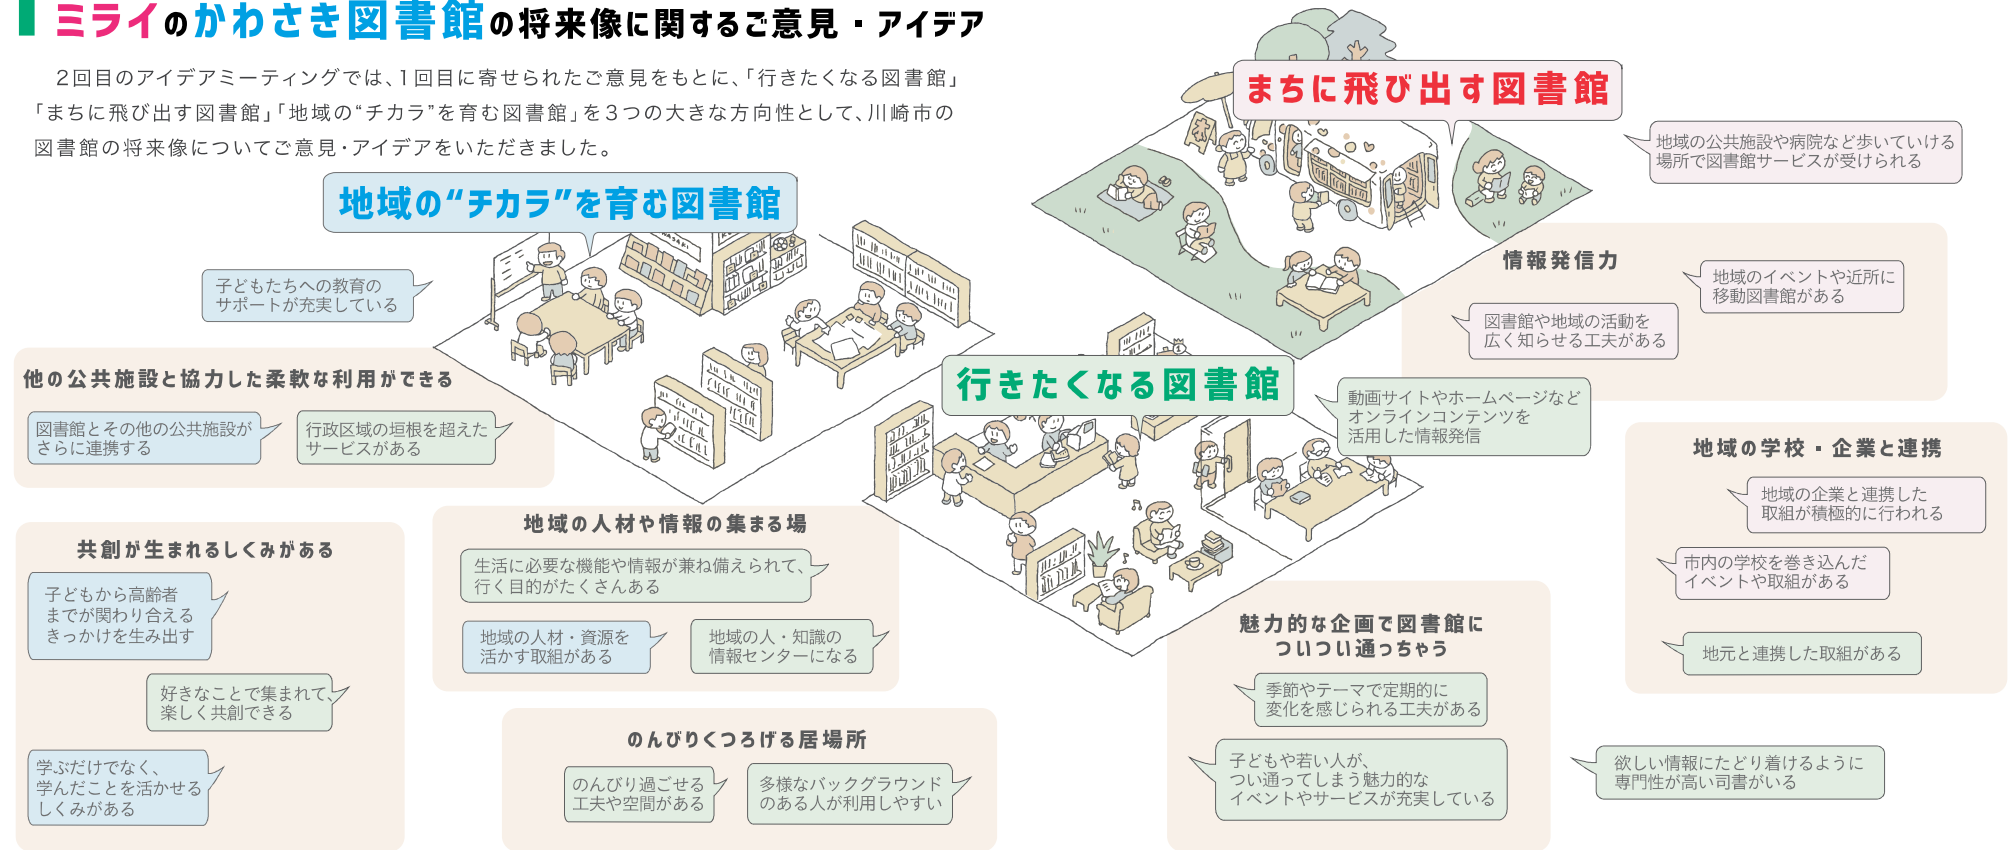 ミライのかわさき図書館の将来像に関するご意見・アイデア
2回目のアイデアミーティングでは、1回目に寄せられたご意見をもとに、「行きたくなる図書館」
「まちに飛び出す図書館」「地域の“チカラ”を育む図書館」を３つの大きな方向性として、川崎市の
図書館の将来像についてご意見・アイデアをいただきました。
まちに飛び出す図書館
地域の公共施設や病院など歩いていける
場所で図書館サービスが受けられる
地域の“チカラ”を育む図書館
子どもたちへの教育の
サポートが充実している
情報発信力
地域のイベントや近所に
移動図書館がある
図書館や地域の活動を
広く知らせる工夫がある
動画サイトやホームページなど
オンラインコンテンツを
活用した情報発信
行きたくなる図書館
他の公共施設と協力した柔軟な利用ができる
図書館とその他の公共施設が
さらに連携する
行政区域の垣根を超えた
サービスがある
地域の学校・企業と連携
地域の企業と連携した
取組が積極的に行われる
市内の学校を巻き込んだ
イベントや取組がある
地元と連携した取組がある
共創が生まれるしくみがある
子どもから高齢者
までが関わり合える
きっかけを生み出す
好きなことで集まれて、
楽しく共創できる
学ぶだけでなく、
学んだことを活かせる
しくみがある
地域の人材や情報の集まる場
生活に必要な機能や情報が兼ね備えられて、
行く目的がたくさんある
地域の人材・資源を
活かす取組がある
地域の人・知識の
情報センターになる
のんびりくつろげる居場所
のんびり過ごせる
工夫や空間がある
多様なバックグラウンド
のある人が利用しやすい
魅力的な企画で図書館に
ついつい通っちゃう
季節やテーマで定期的に
変化を感じられる工夫がある
子どもや若い人が、
つい通ってしまう魅力的な
イベントやサービスが充実している
欲しい情報にたどり着けるように
専門性が高い司書がいる